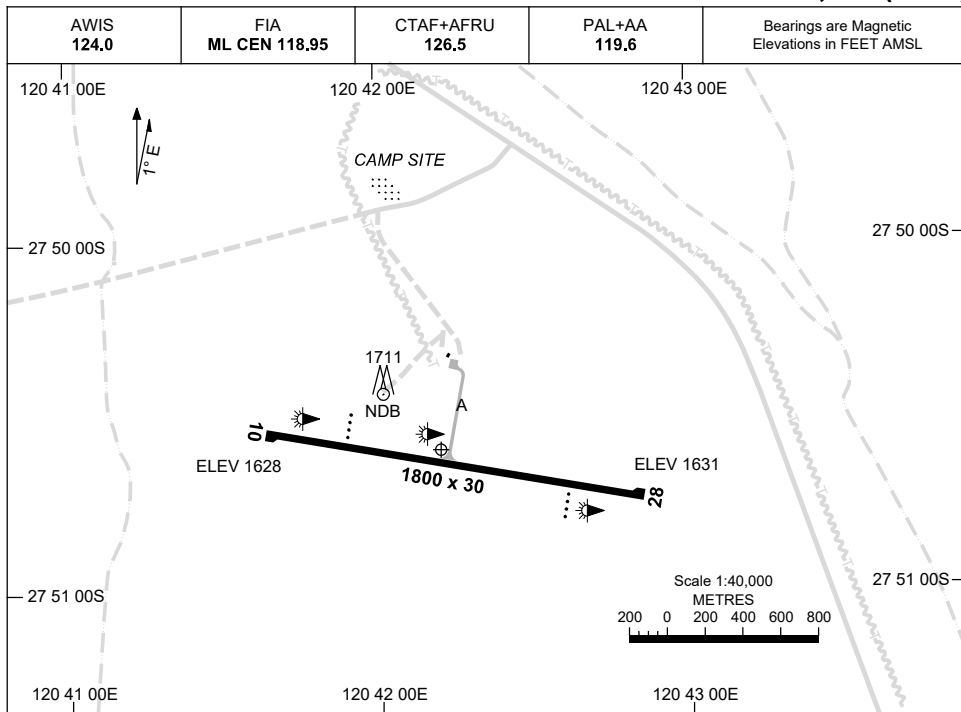 AWIS
124.0
FIA
ML CEN 118.95
CTAF+AFRU
126.5
PAL+AA
119.6
Bearings are Magnetic
Elevations in FEET AMSL
120 41 00E
120 42 00E
120 43 00E
1° E
CAMP SITE
27 50 00S
27 50 00S
1711
NDB
A
10
ELEV 1628
ELEV 1631
1800 x 30
28
Scale 1:40,000
METRES
200 0 200 400 600 800
27 51 00S
27 51 00S
120 41 00E
120 42 00E
120 43 00E